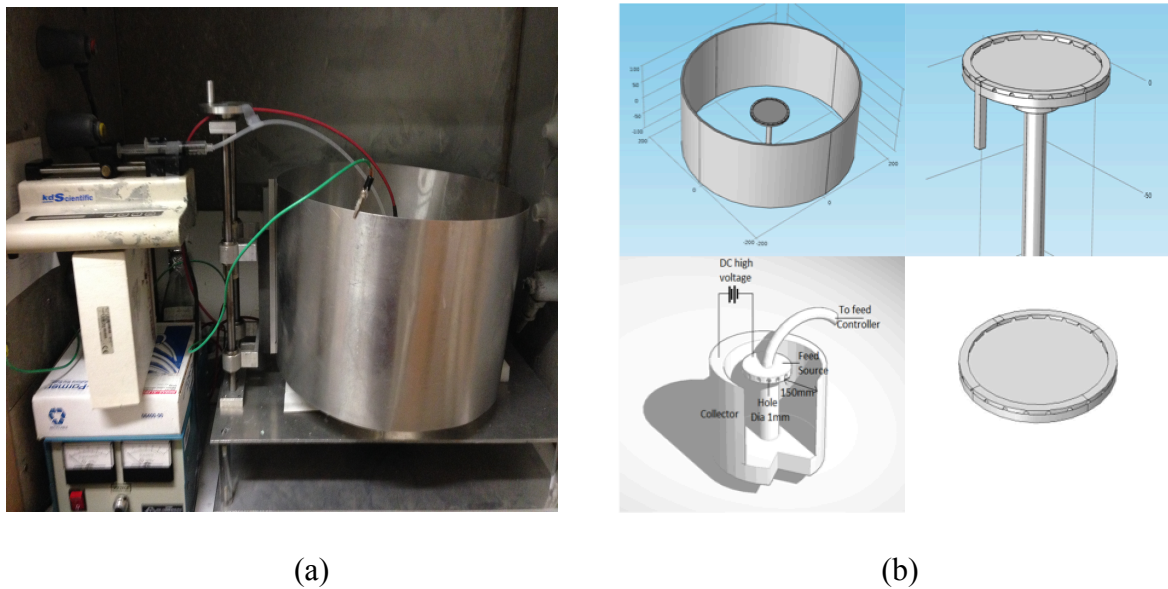 kdScientific
DC high
voltage
To feed
Controller
Feed
Source
150mm
Hole
Dia 1mm
Collector
100
50
0
-50
-100
200
0
-200
-200
0
200
0
-50
(a)
(b)